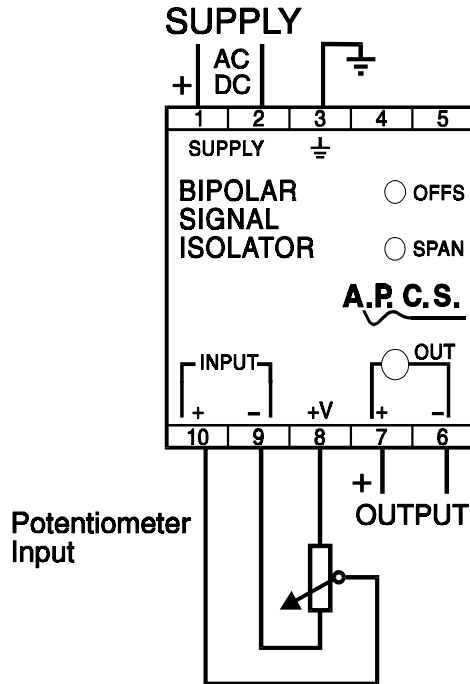 SUPPLY
AC
+ DC
1 2 3 4 5
SUPPLY
BIPOLAR
SIGNAL
ISOLATOR
OFFS
SPAN
A.P.C.S.
INPUT
OUT
+ − +V + −
10 9 8 7 6
+
OUTPUT
Potentiometer
Input